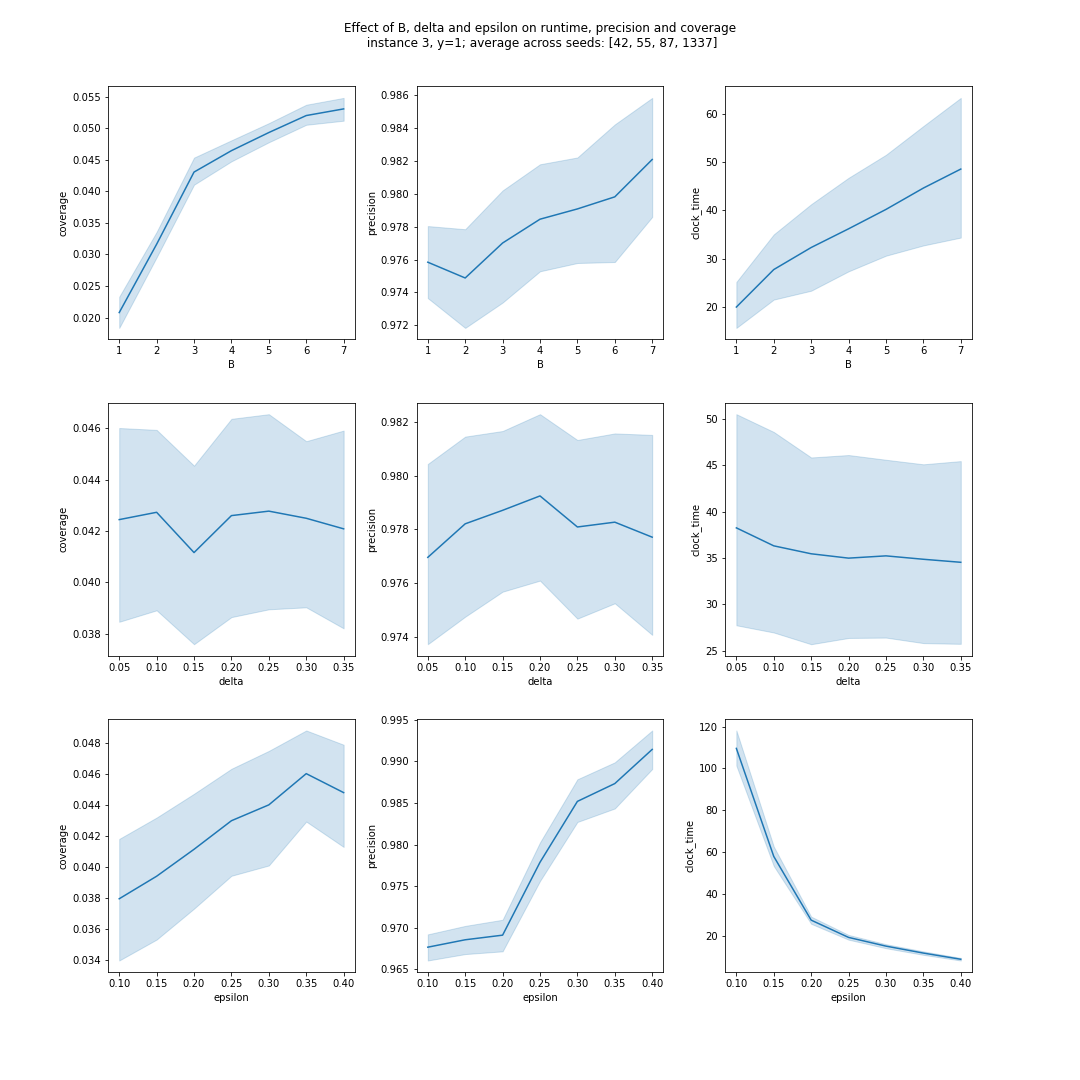 Effect of B, delta and epsilon on runtime, precision and coverage
instance 3, y=1; average across seeds: [42, 55, 87, 1337]
0.055
0.050
0.045
0.040
0.035
0.030
0.025
0.020
coverage
1 2 3 4 5 6 7
B
0.986
0.984
0.982
0.980
0.978
0.976
0.974
0.972
precision
1 2 3 4 5 6 7
B
60
50
40
30
20
clock_time
1 2 3 4 5 6 7
B
0.046
0.044
0.042
0.040
0.038
coverage
0.05 0.10 0.15 0.20 0.25 0.30 0.35
delta
0.982
0.980
0.978
0.976
0.974
precision
0.05 0.10 0.15 0.20 0.25 0.30 0.35
delta
50
45
40
35
30
25
clock_time
0.05 0.10 0.15 0.20 0.25 0.30 0.35
delta
0.048
0.046
0.044
0.042
0.040
0.038
0.036
0.034
coverage
0.10 0.15 0.20 0.25 0.30 0.35 0.40
epsilon
0.995
0.990
0.985
0.980
0.975
0.970
0.965
precision
0.10 0.15 0.20 0.25 0.30 0.35 0.40
epsilon
120
100
80
60
40
20
clock_time
0.10 0.15 0.20 0.25 0.30 0.35 0.40
epsilon